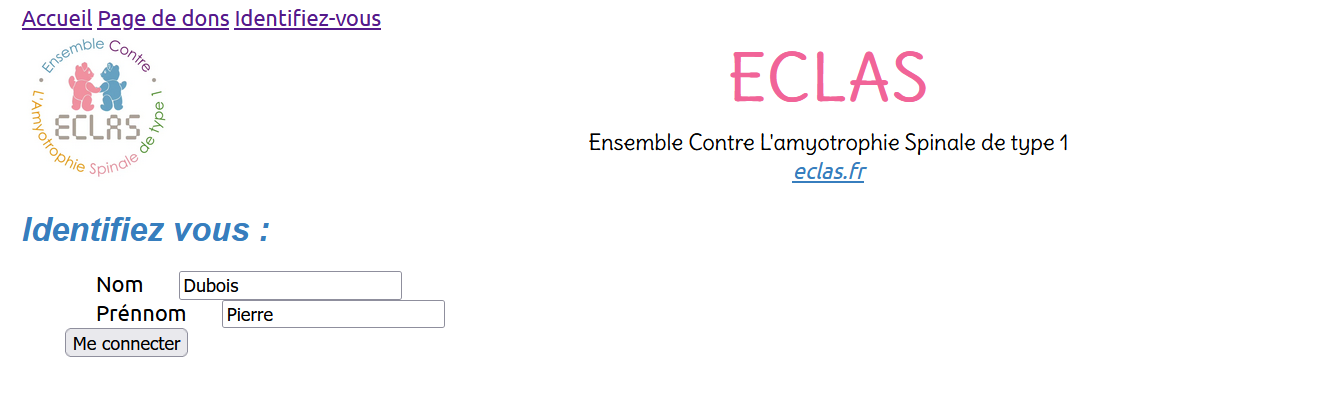 Accueil Page de dons Identifiez-vous
Ensemble Contre
L'Amyotrophie Spinale de type 1
ECLAS
ECLAS
Ensemble Contre L'amyotrophie Spinale de type 1
eclas.fr
Identifiez vous :
Nom Dubois
Prénnom Pierre
Me connecter